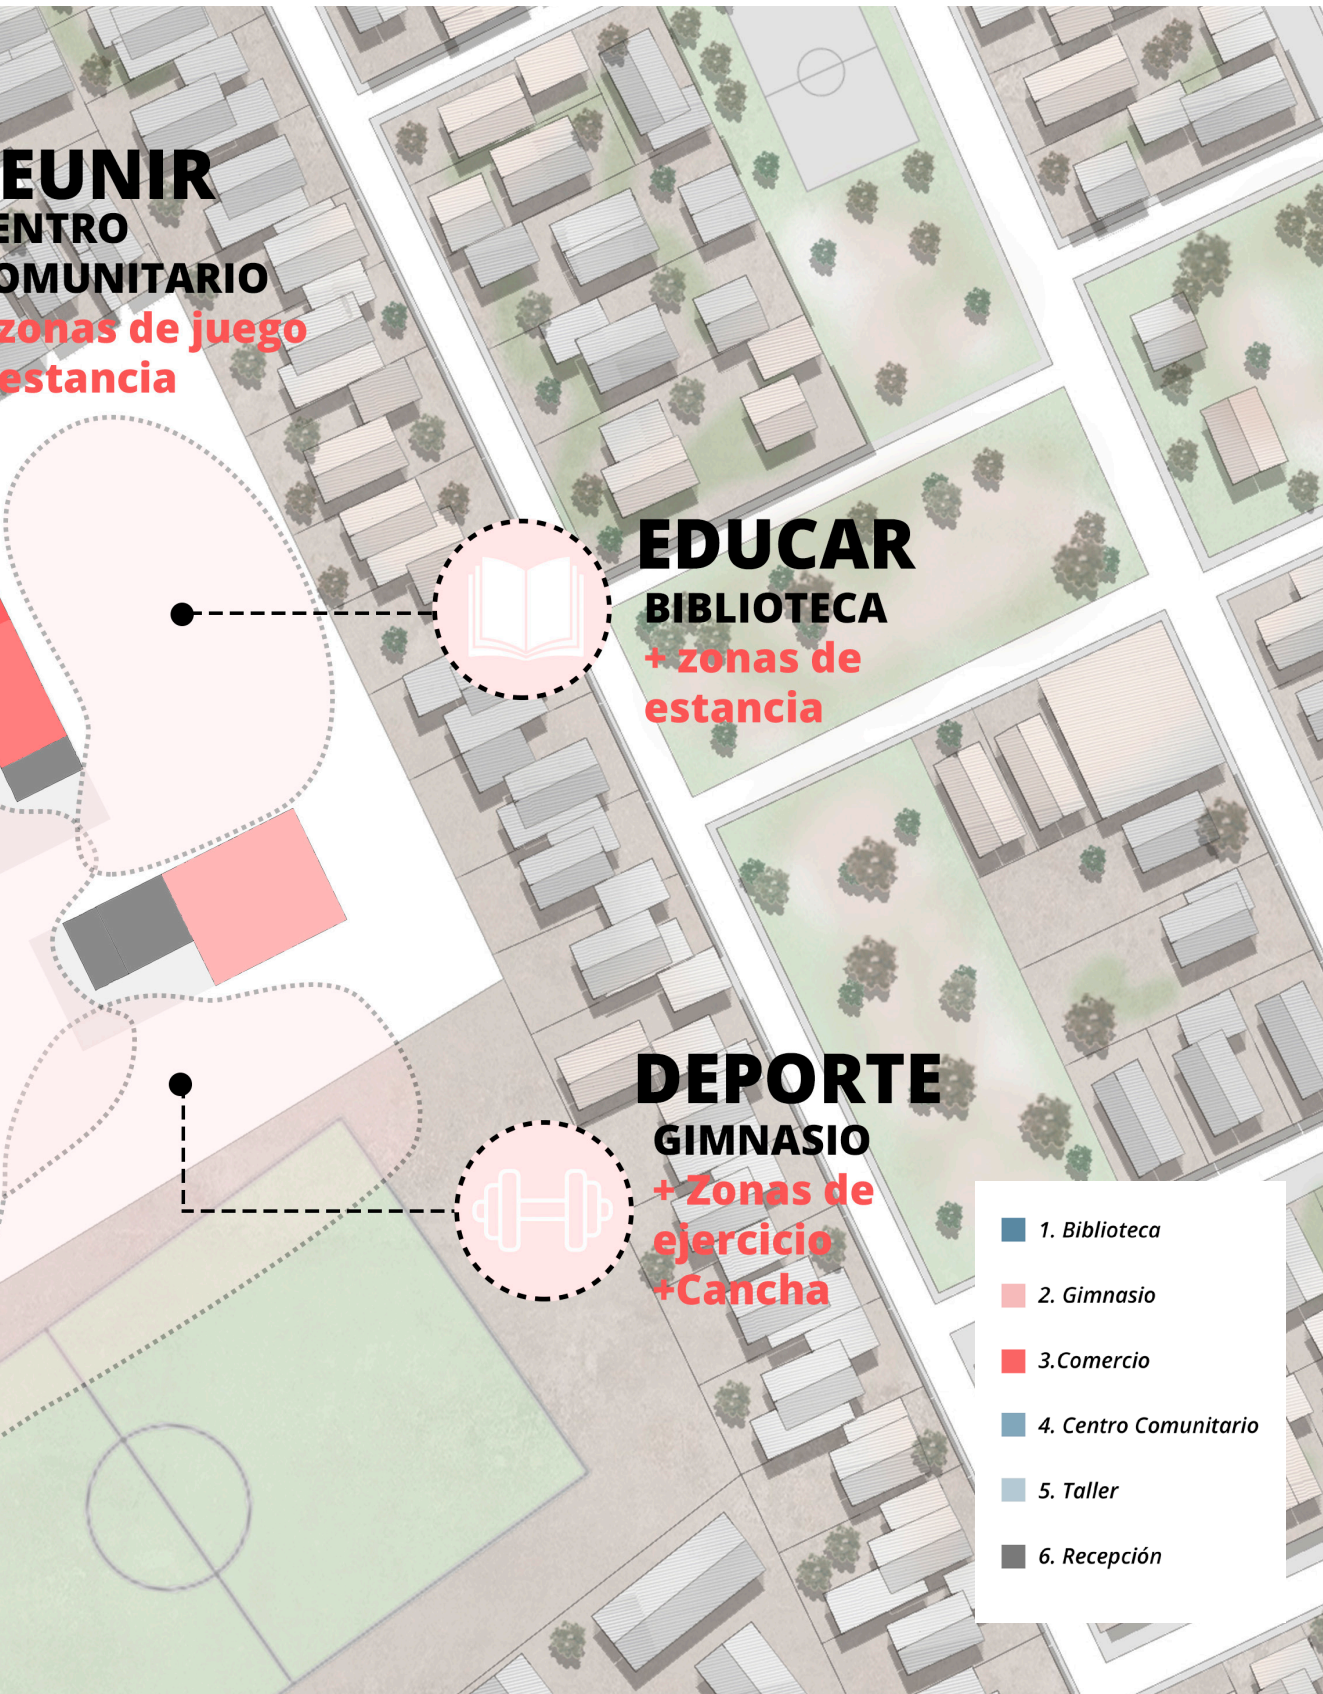 EUNIR
ENTRO
OMUNITARIO
zonas de juego
estancia
EDUCAR
BIBLIOTECA
+ zonas de
estancia
DEPORTE
GIMNASIO
+ Zonas de
ejercicio
+Cancha
1. Biblioteca
2. Gimnasio
3.Comercio
4. Centro Comunitario
5. Taller
6. Recepción